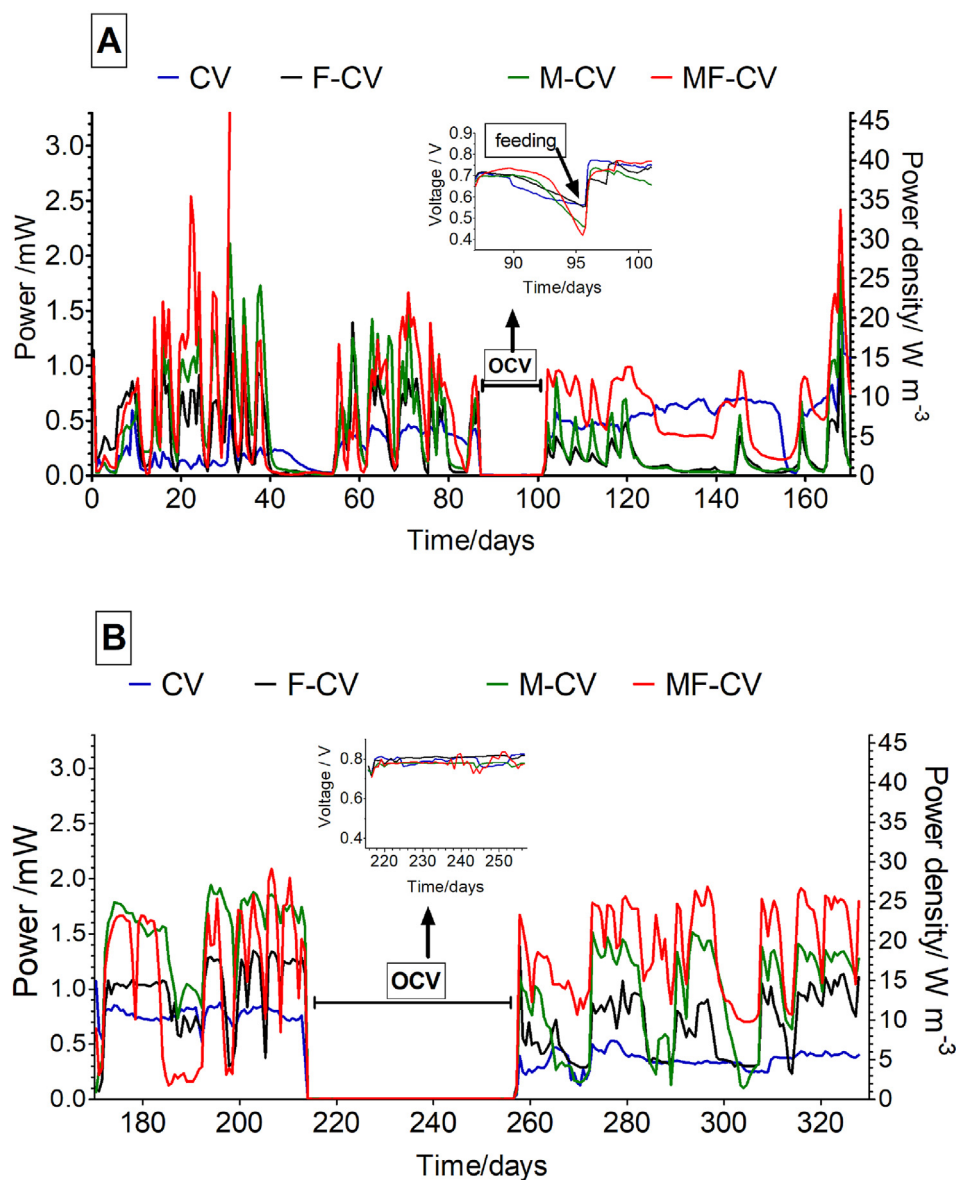 A
CV F-CV M-CV MF-CV
3.0 2.5 2.0 1.5 1.0 0.5 0.0
Power /mW
45 40 35 30 25 20 15 10 5 0
Power density/ W m-3
0.9 0.8 0.7 0.6 0.5 0.4
Voltage / V
feeding
90 95 100
Time/days
OCV
0 20 40 60 80 100 120 140 160
Time/days
B
CV F-CV M-CV MF-CV
3.0 2.5 2.0 1.5 1.0 0.5 0.0
Power /mW
45 40 35 30 25 20 15 10 5 0
Power density/ W m-3
0.8 0.6 0.4
Voltage / V
220 230 240 250
Time/days
OCV
180 200 220 240 260 280 300 320
Time/days